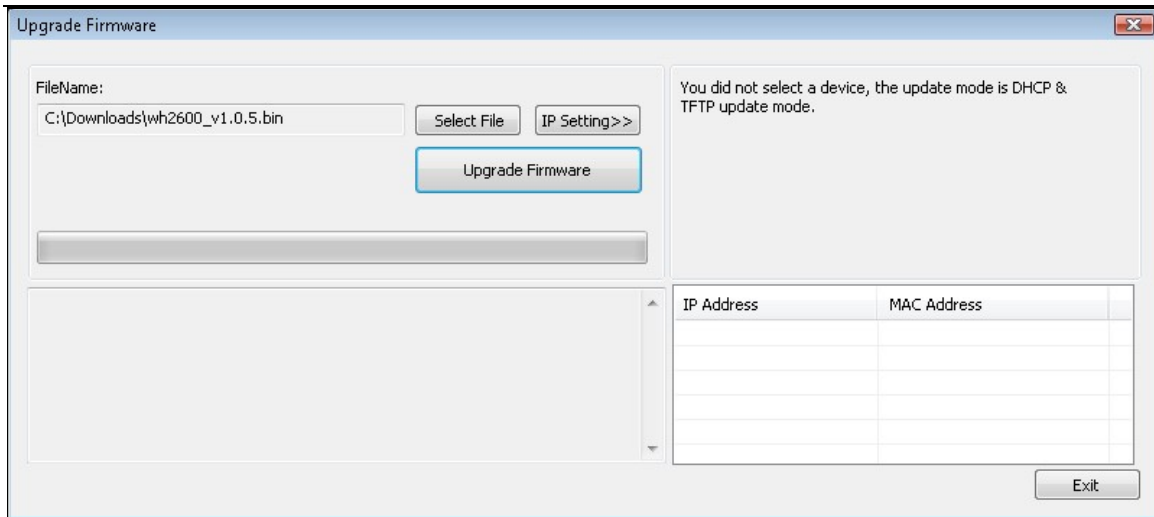 Upgrade Firmware
FileName:
C:\Downloads\wh2600_v1.0.5.bin
Select File
IP Setting>>
Upgrade Firmware
You did not select a device, the update mode is DHCP &
TFTP update mode.
IP Address
MAC Address
Exit